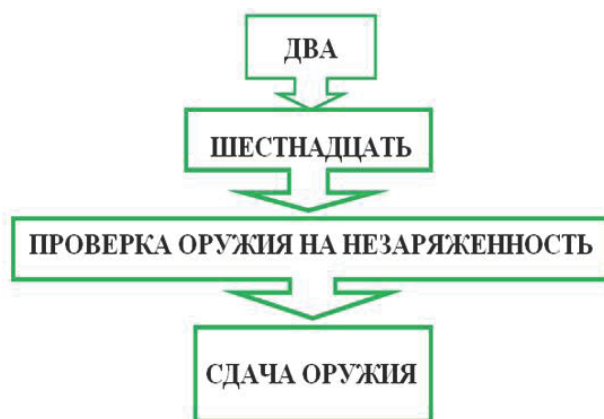 ДВА
ШЕСТНАДЦАТЬ
ПРОВЕРКА ОРУЖИЯ НА НЕЗАРЯЖЕННОСТЬ
СДАЧА ОРУЖИЯ